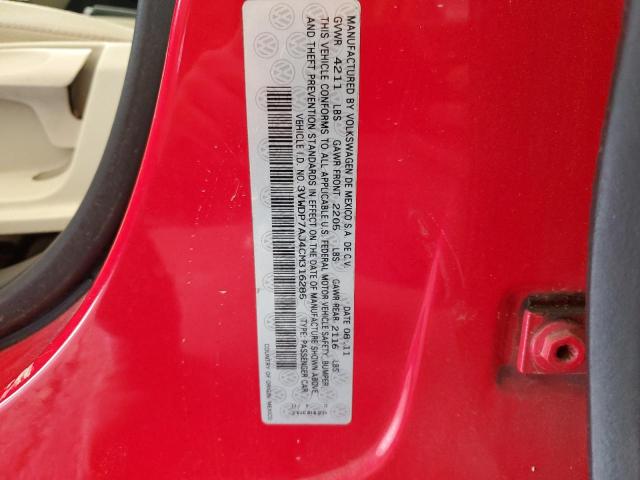 MANUFACTURED BY VOLKSWAGEN DE MEXICO S.A. DE C.V. DATE 08.11
GVWR 4211 LBS GAWR FRONT 2205 LBS GAWR REAR 2116 LBS
THIS VEHICLE CONFORMS TO ALL APPLICABLE U.S. FEDERAL MOTOR VEHICLE SAFETY, BUMPER
AND THEFT PREVENTION STANDARDS IN EFFECT ON THE DATE OF MANUFACTURE SHOWN ABOVE.
VEHICLE I.D. NO. 3VWDP7AJ4CM316285 TYPE: PASSENGER CAR
COUNTRY OF ORIGIN: MEXICO